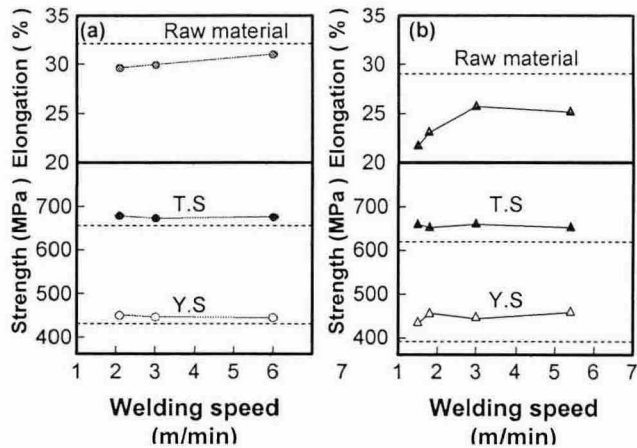 (a)
Raw material
Elongation ( % )
35
30
25
20
T.S
Y.S
Strength (MPa)
700
600
500
400
1 2 3 4 5 6 7
Welding speed
(m/min)
(b)
Raw material
Elongation ( % )
35
30
25
20
T.S
Y.S
Strength (MPa)
700
600
500
400
1 2 3 4 5 6 7
Welding speed
(m/min)